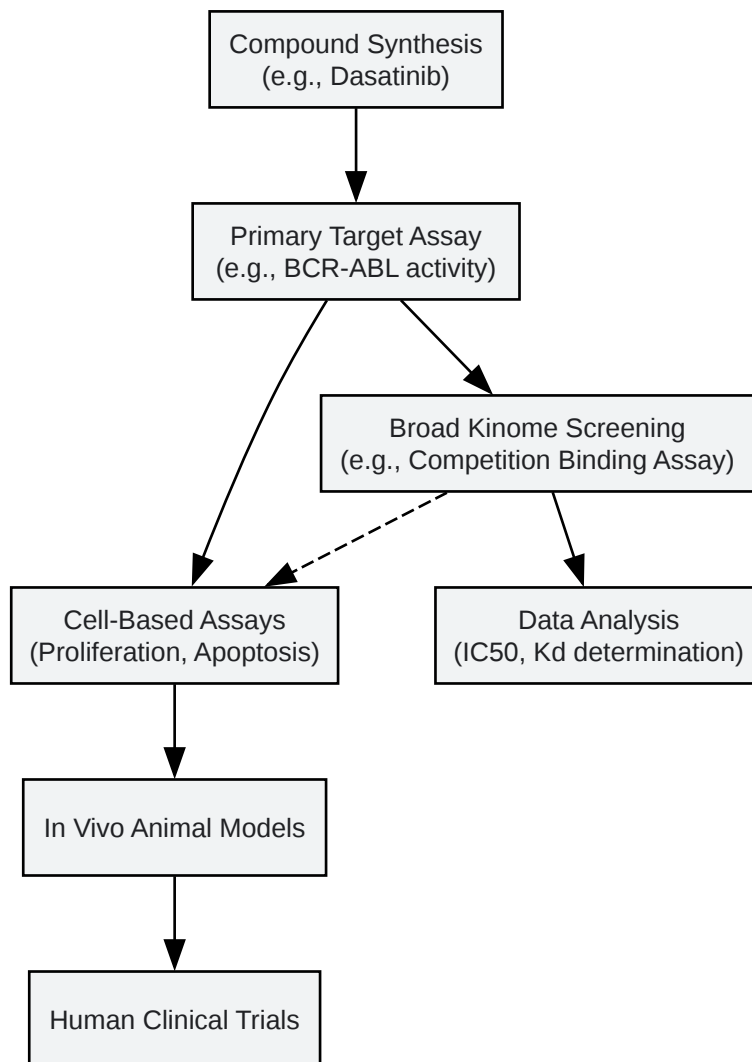 Compound Synthesis
(e.g., Dasatinib)
Primary Target Assay
(e.g., BCR-ABL activity)
Broad Kinome Screening
(e.g., Competition Binding Assay)
Cell-Based Assays
(Proliferation, Apoptosis)
Data Analysis
(IC50, Kd determination)
In Vivo Animal Models
Human Clinical Trials